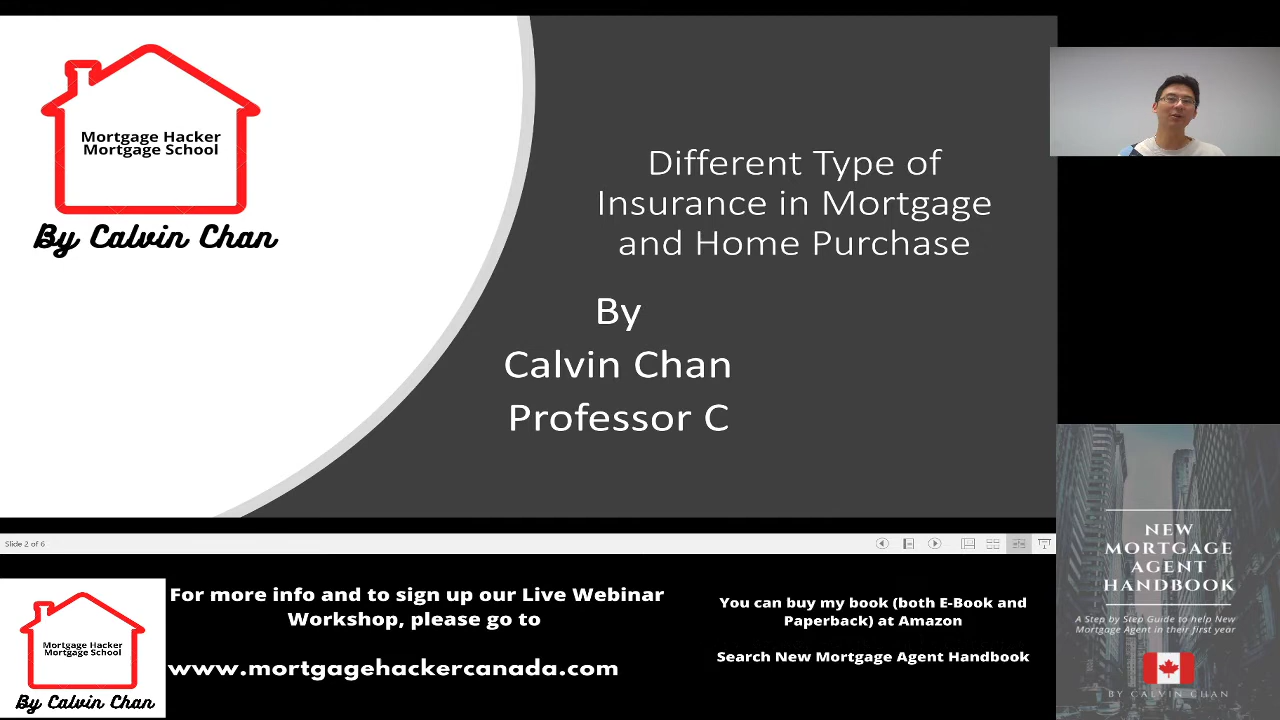 Mortgage Hacker
Mortgage School
By Calvin Chan
Different Type of
Insurance in Mortgage
and Home Purchase
By
Calvin Chan
Professor C
Slide 2 of 6
Mortgage Hacker
Mortgage School
By Calvin Chan
For more info and to sign up our Live Webinar
Workshop, please go to
www.mortgagehackercanada.com
You can buy my book (both E-Book and
Paperback) at Amazon
Search New Mortgage Agent Handbook
NEW
MORTGAGE
AGENT
HANDBOOK
A Step by Step Guide to help New
Mortgage Agent in their first year
BY CALVIN CHAN